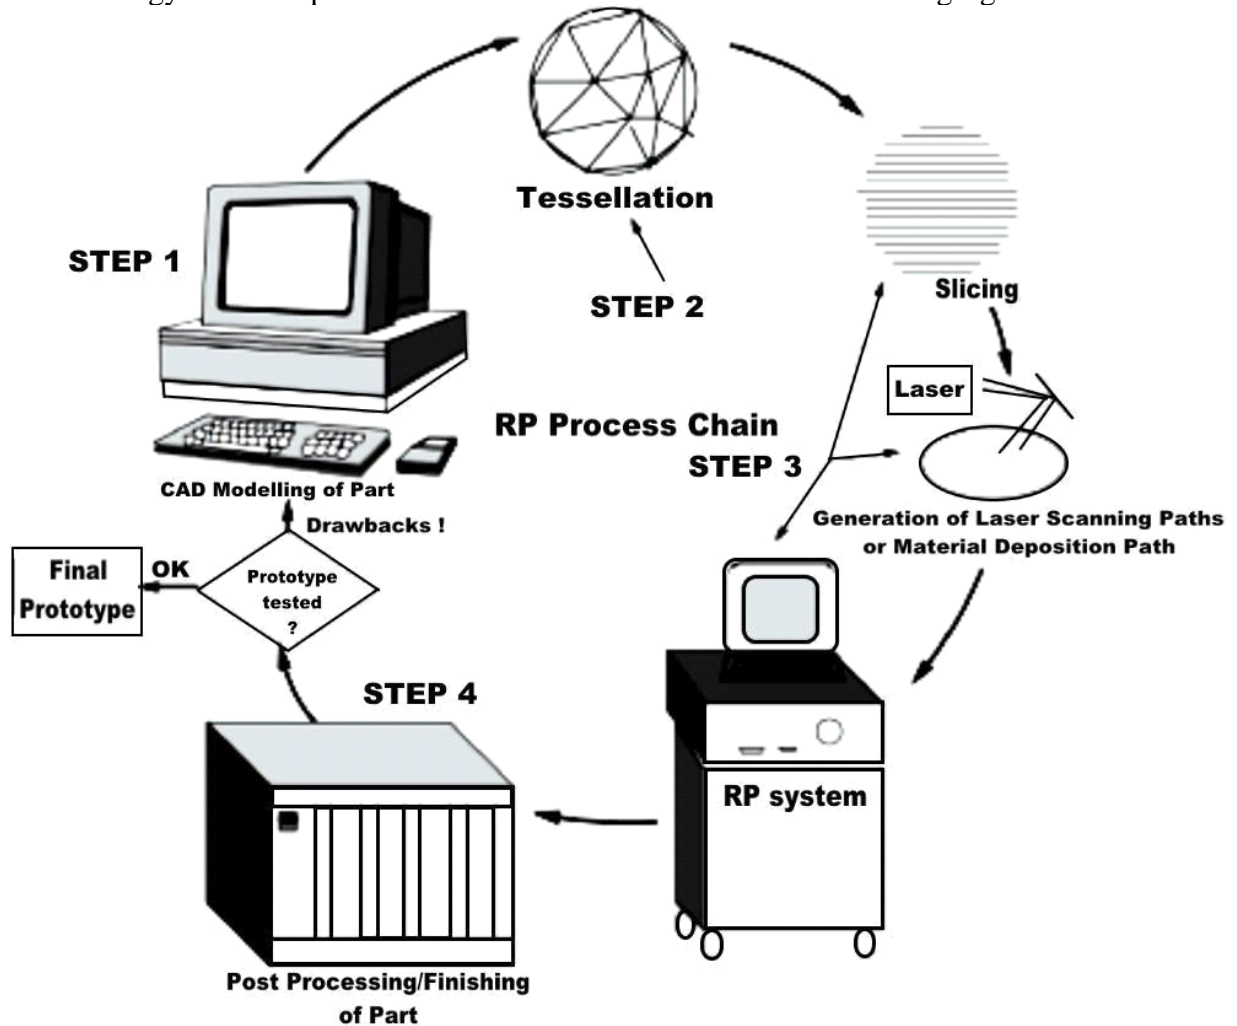 Tessellation
STEP 1
STEP 2
Slicing
Laser
RP Process Chain
STEP 3
CAD Modelling of Part
Generation of Laser Scanning Paths
or Material Deposition Path
Drawbacks !
Final
Prototype
OK
Prototype
tested
?
STEP 4
RP system
Post Processing/Finishing
of Part